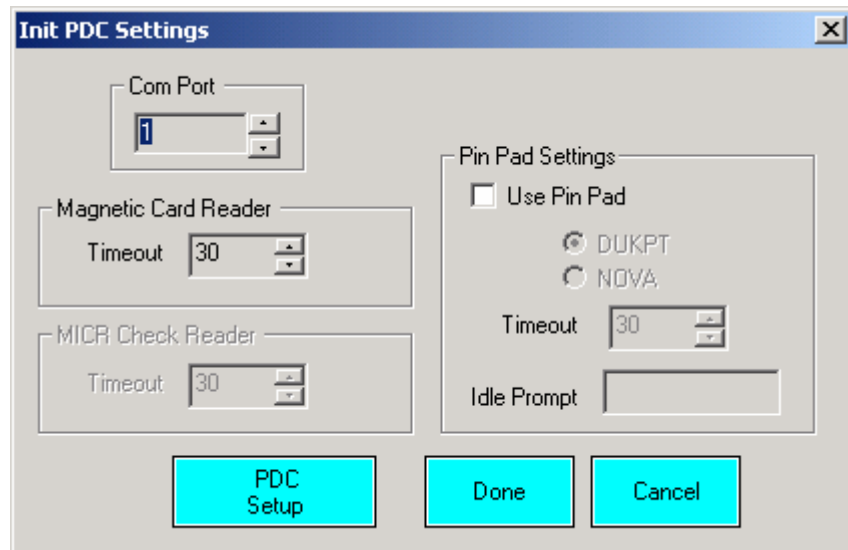 Init PDC Settings
Com Port
1
Magnetic Card Reader
Timeout 30
MICR Check Reader
Timeout 30
Pin Pad Settings
Use Pin Pad
DUKPT
NOVA
Timeout 30
Idle Prompt
PDC
Setup
Done
Cancel